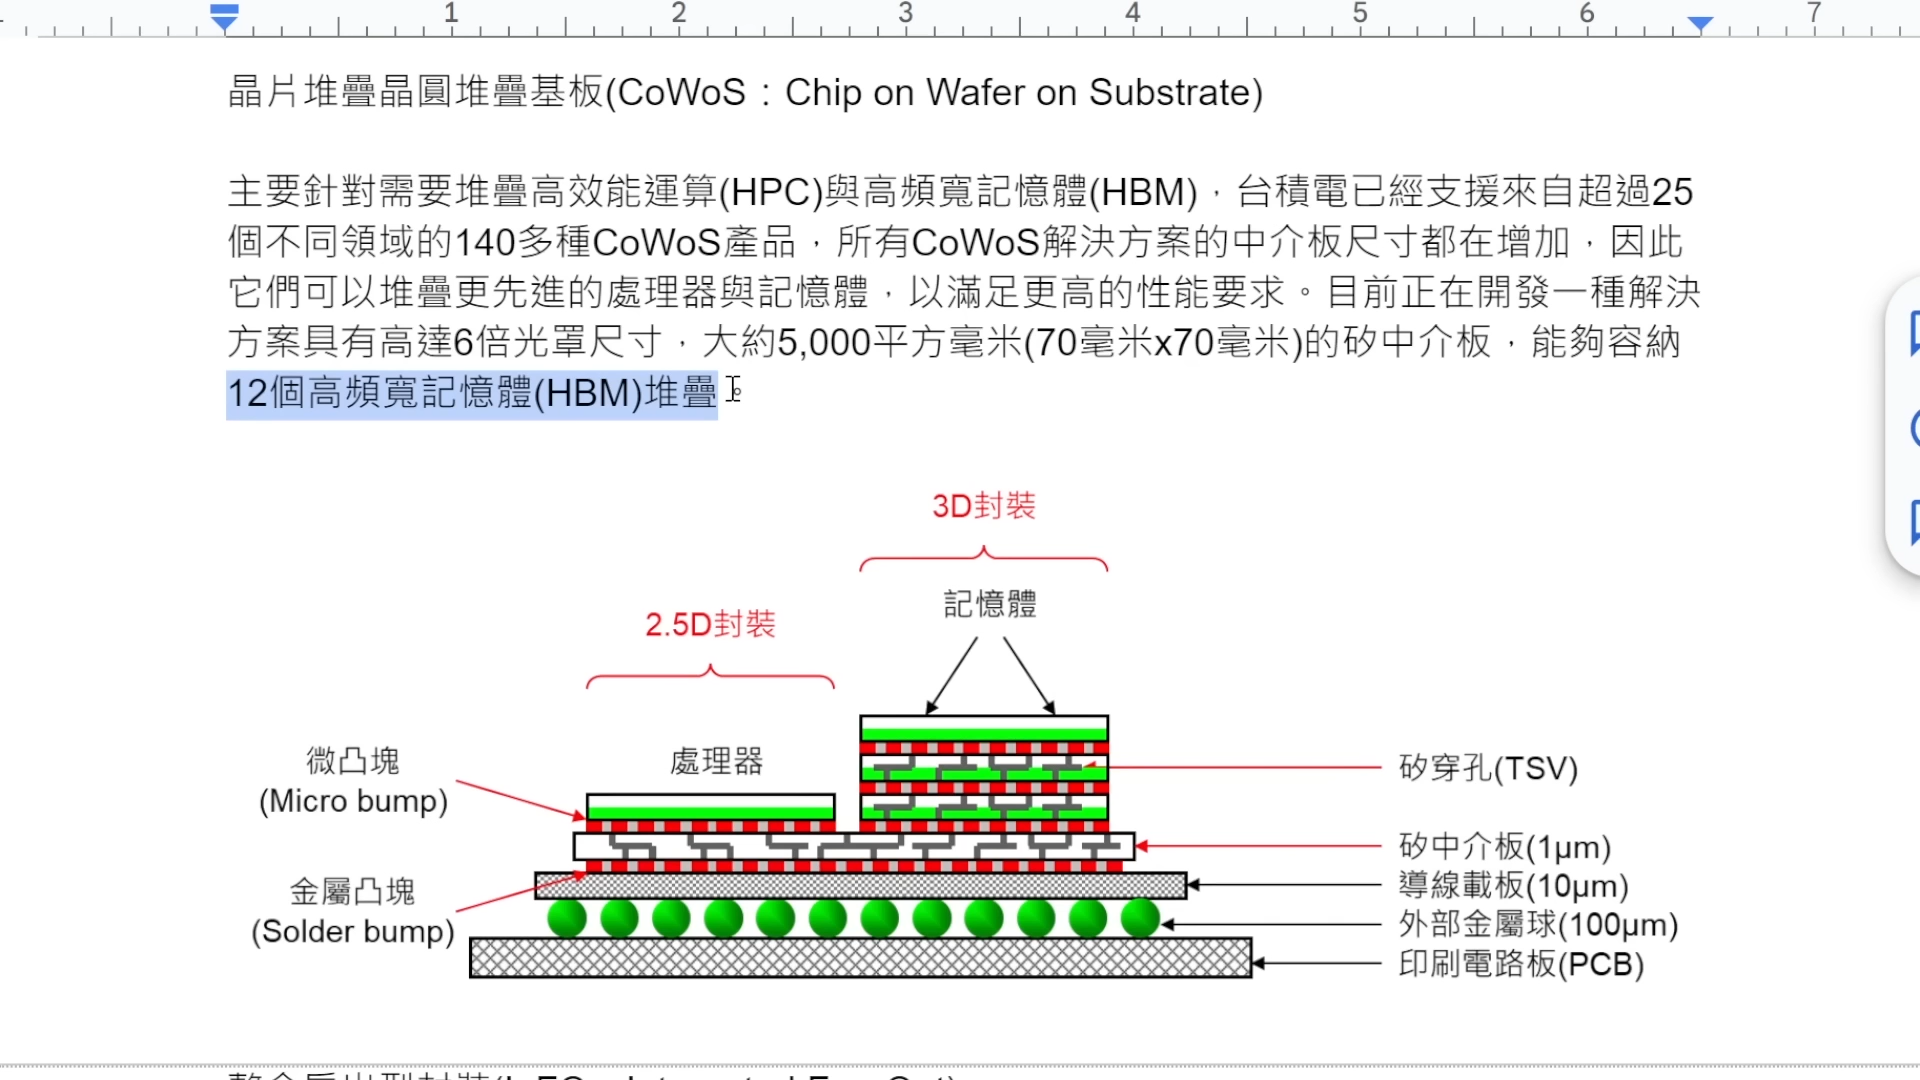 1 2 3 4 5 6 7
晶片堆疊晶圓堆疊基板(CoWoS：Chip on Wafer on Substrate)
主要針對需要堆疊高效能運算(HPC)與高頻寬記憶體(HBM)，台積電已經支援來自超過25
個不同領域的140多種CoWoS產品，所有CoWoS解決方案的中介板尺寸都在增加，因此
它們可以堆疊更先進的處理器與記憶體，以滿足更高的性能要求。目前正在開發一種解決
方案具有高達6倍光罩尺寸，大約5,000平方毫米(70毫米x70毫米)的矽中介板，能夠容納
12個高頻寬記憶體(HBM)堆疊。
3D封裝
記憶體
2.5D封裝
處理器
微凸塊
(Micro bump)
矽穿孔(TSV)
矽中介板(1μm)
導線載板(10μm)
金屬凸塊
(Solder bump)
外部金屬球(100μm)
印刷電路板(PCB)